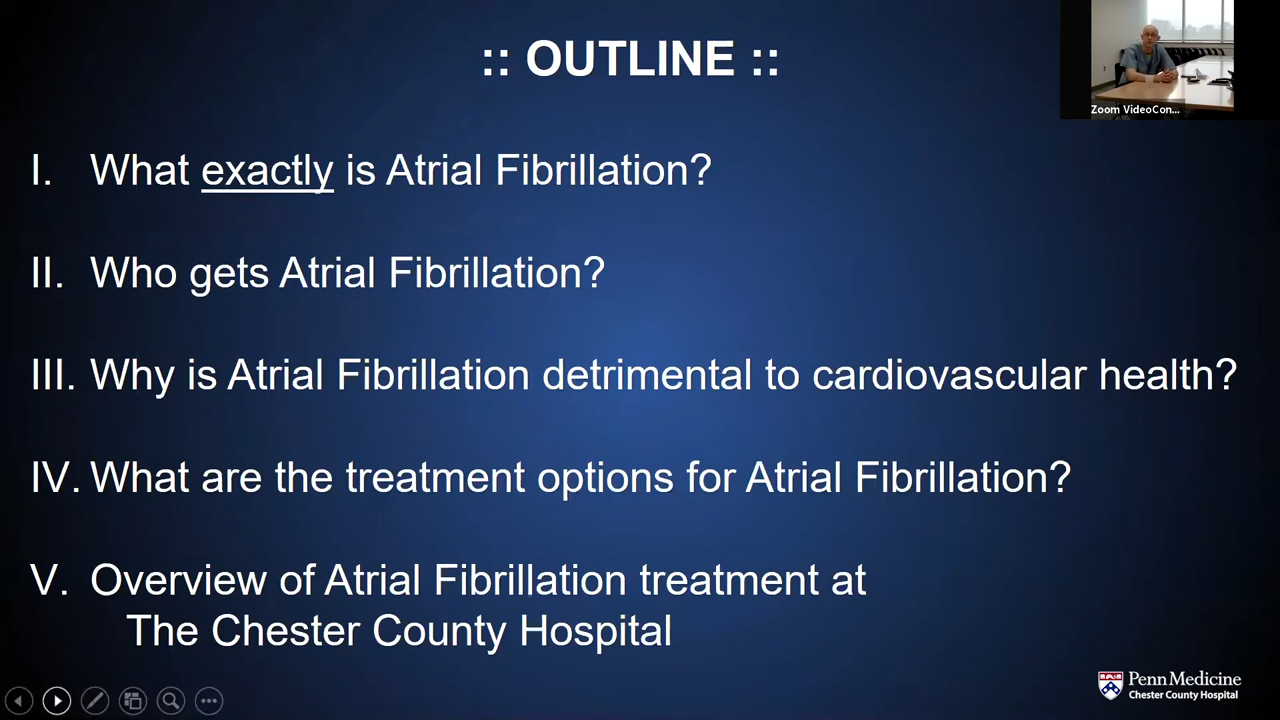 :: OUTLINE ::
Zoom VideoCon...
I. What exactly is Atrial Fibrillation?
II. Who gets Atrial Fibrillation?
III. Why is Atrial Fibrillation detrimental to cardiovascular health?
IV. What are the treatment options for Atrial Fibrillation?
V. Overview of Atrial Fibrillation treatment at
The Chester County Hospital
Penn Medicine
Chester County Hospital